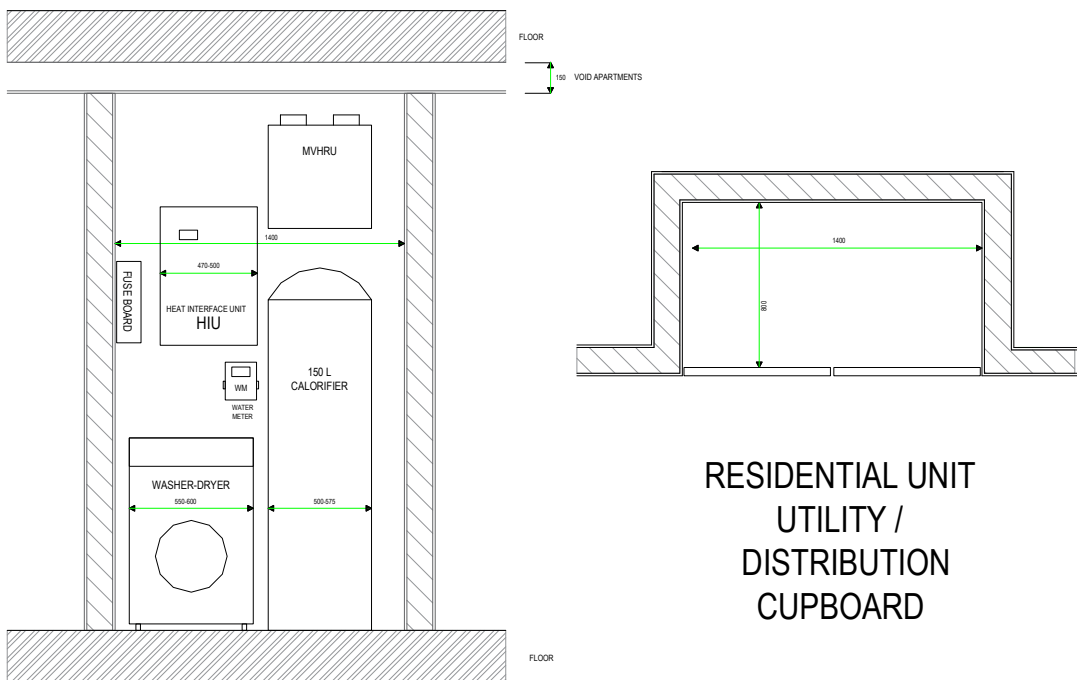 FLOOR
150 VOID APARTMENTS
MVHRU
1400
470-500
FUSE BOARD
HEAT INTERFACE UNIT
HIU
150 L
CALORIFIER
WM
WATER
METER
WASHER-DRYER
550-600
500-575
FLOOR
1400
800
RESIDENTIAL UNIT
UTILITY /
DISTRIBUTION
CUPBOARD